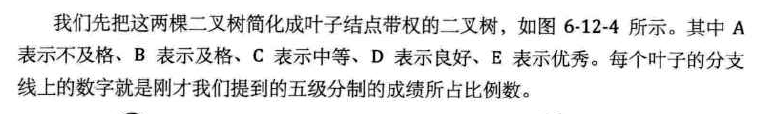 我们先把这两棵二叉树简化成叶子结点带权的二叉树，如图 6-12-4 所示。其中 A
表示不及格、B 表示及格、C 表示中等、D 表示良好、E 表示优秀。每个叶子的分支
线上的数字就是刚才我们提到的五级分制的成绩所占比例数。